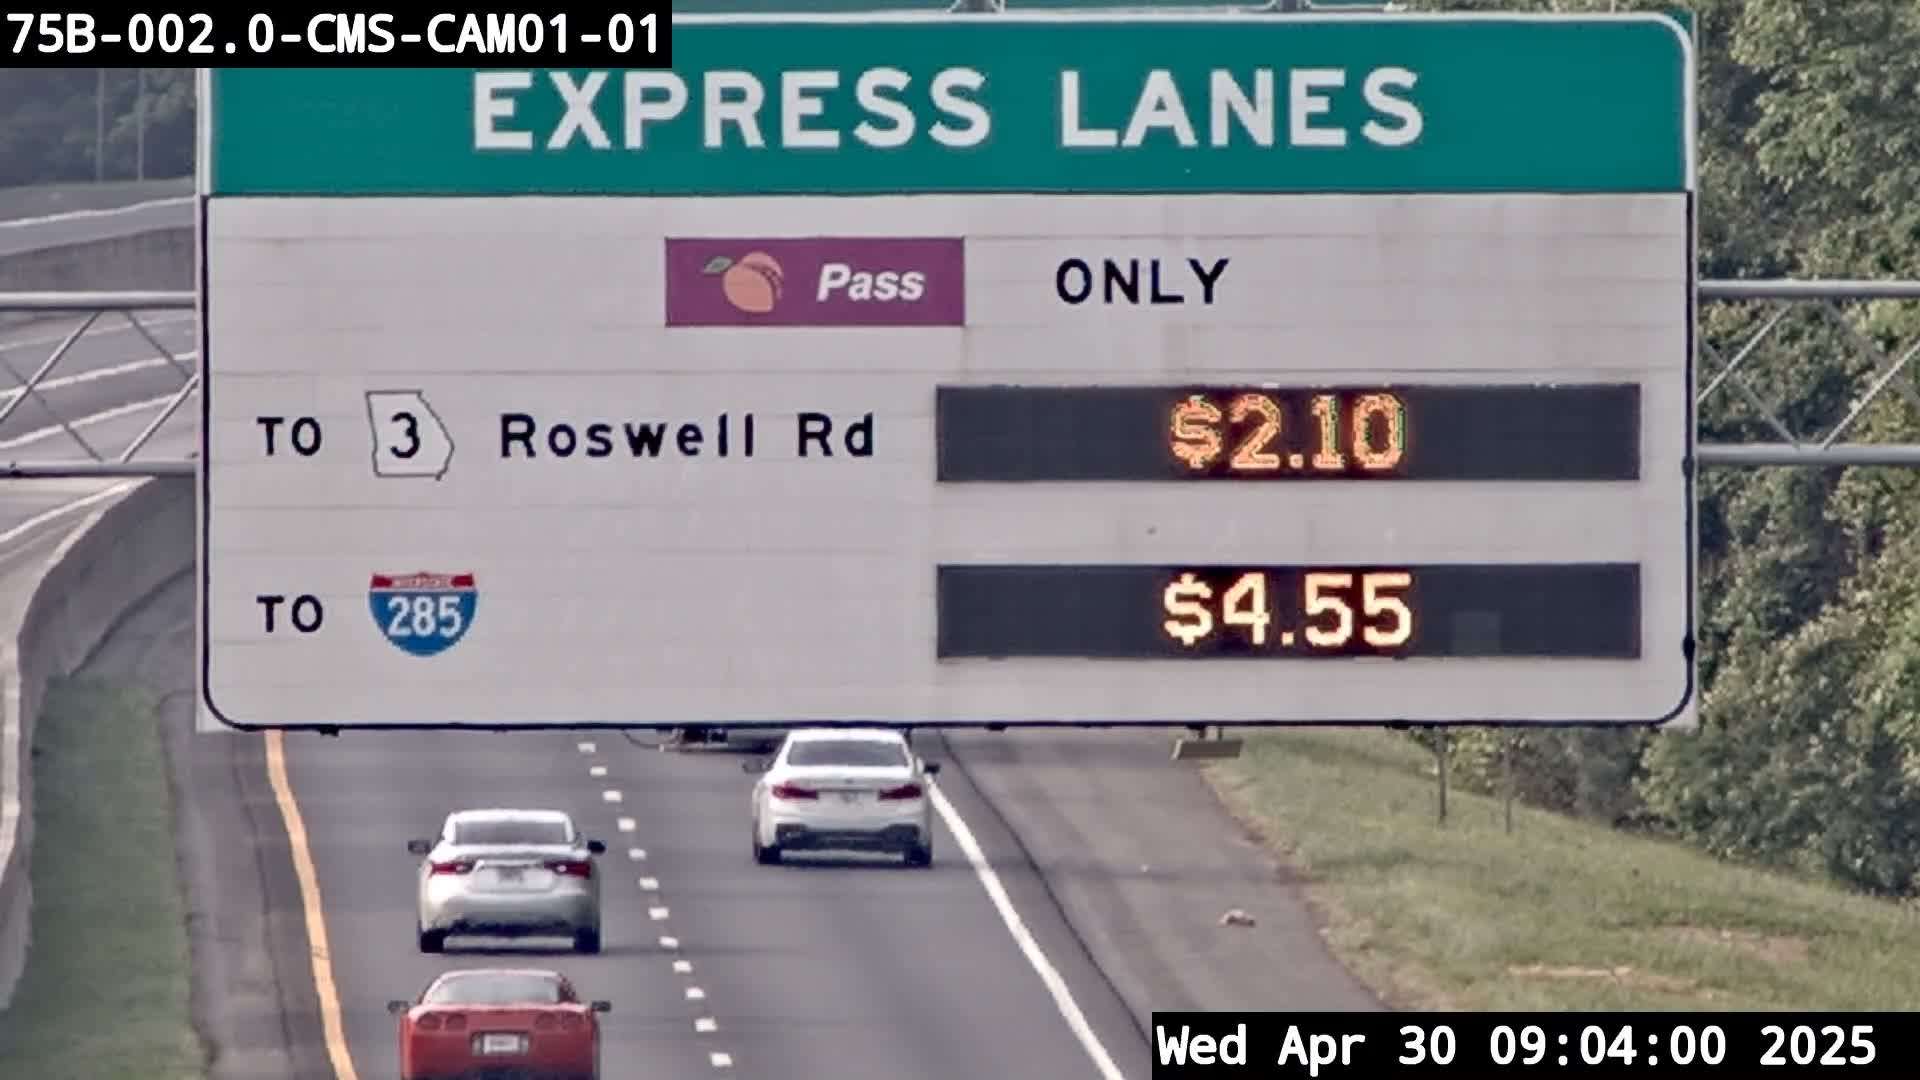 75B-002.0-CMS-CAM01-01
EXPRESS LANES
Pass ONLY
TO 3 Roswell Rd $2.10
TO INTERSTATE 285 $4.55
Wed Apr 30 09:04:00 2025